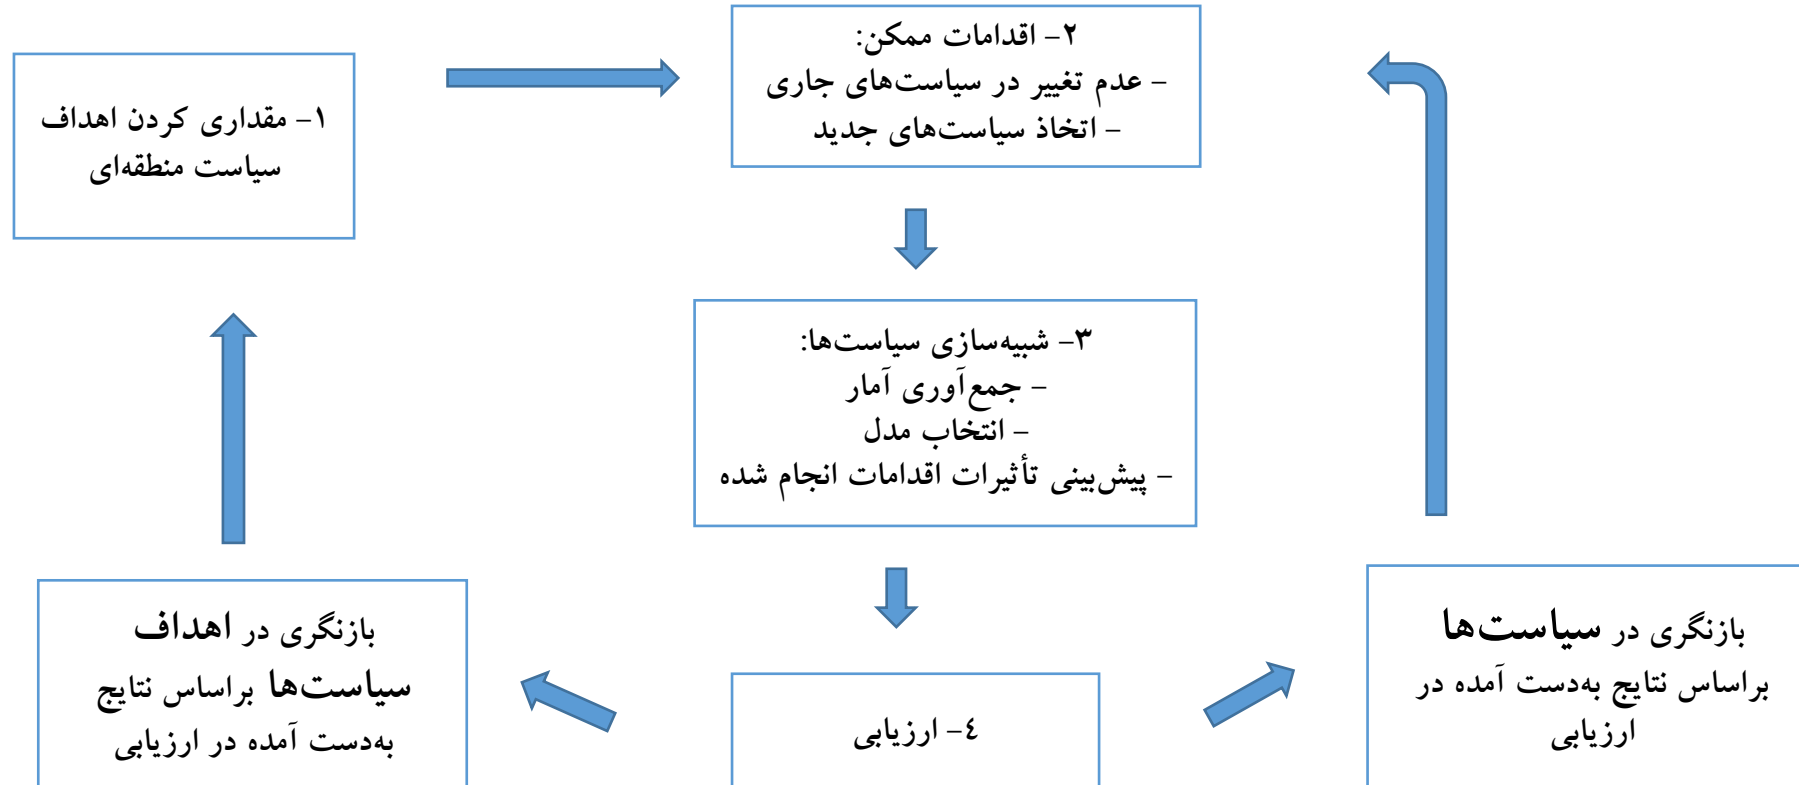 ۱– مقداری کردن اهداف
سیاست منطقه‌ای
۲– اقدامات ممکن:
– عدم تغییر در سیاست‌های جاری
– اتخاذ سیاست‌های جدید
۳– شبیه‌سازی سیاست‌ها:
– جمع‌آوری آمار
– انتخاب مدل
– پیش‌بینی تأثیرات اقدامات انجام شده
٤– ارزیابی
بازنگری در اهداف
سیاست‌ها براساس نتایج
به‌دست آمده در ارزیابی
بازنگری در سیاست‌ها
براساس نتایج به‌دست آمده در
ارزیابی